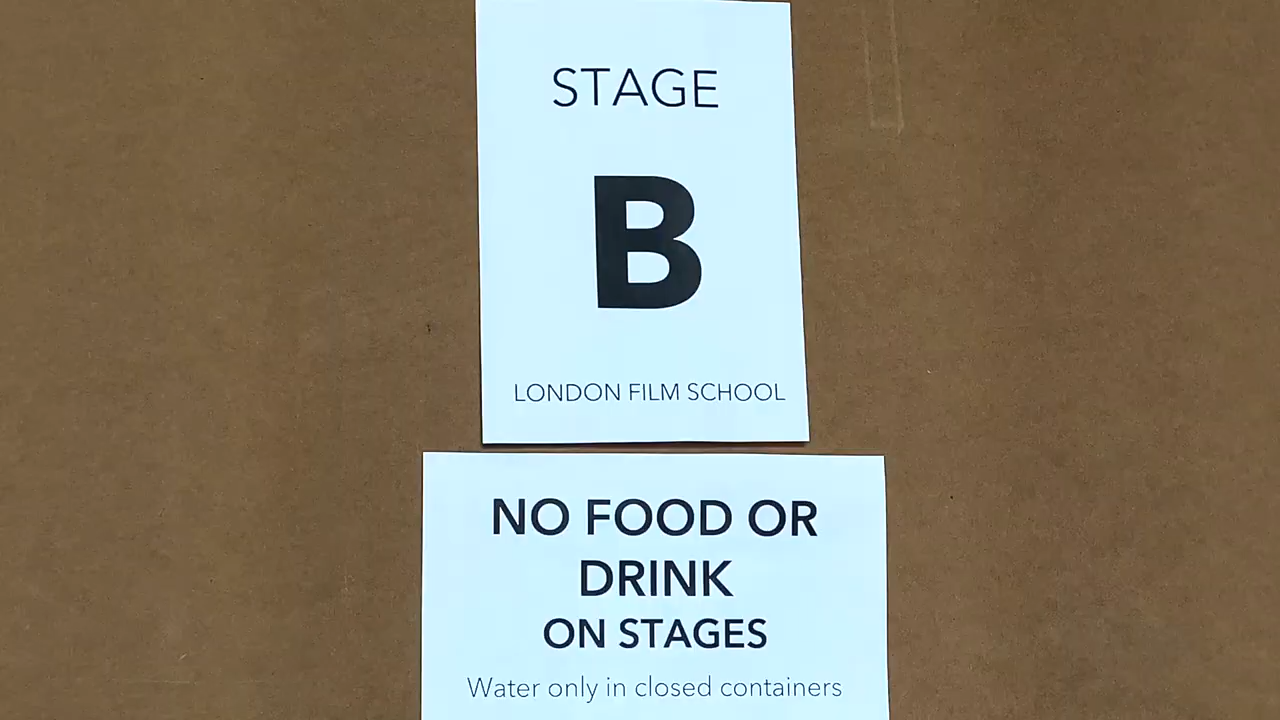 STAGE
B
LONDON FILM SCHOOL
NO FOOD OR
DRINK
ON STAGES
Water only in closed containers